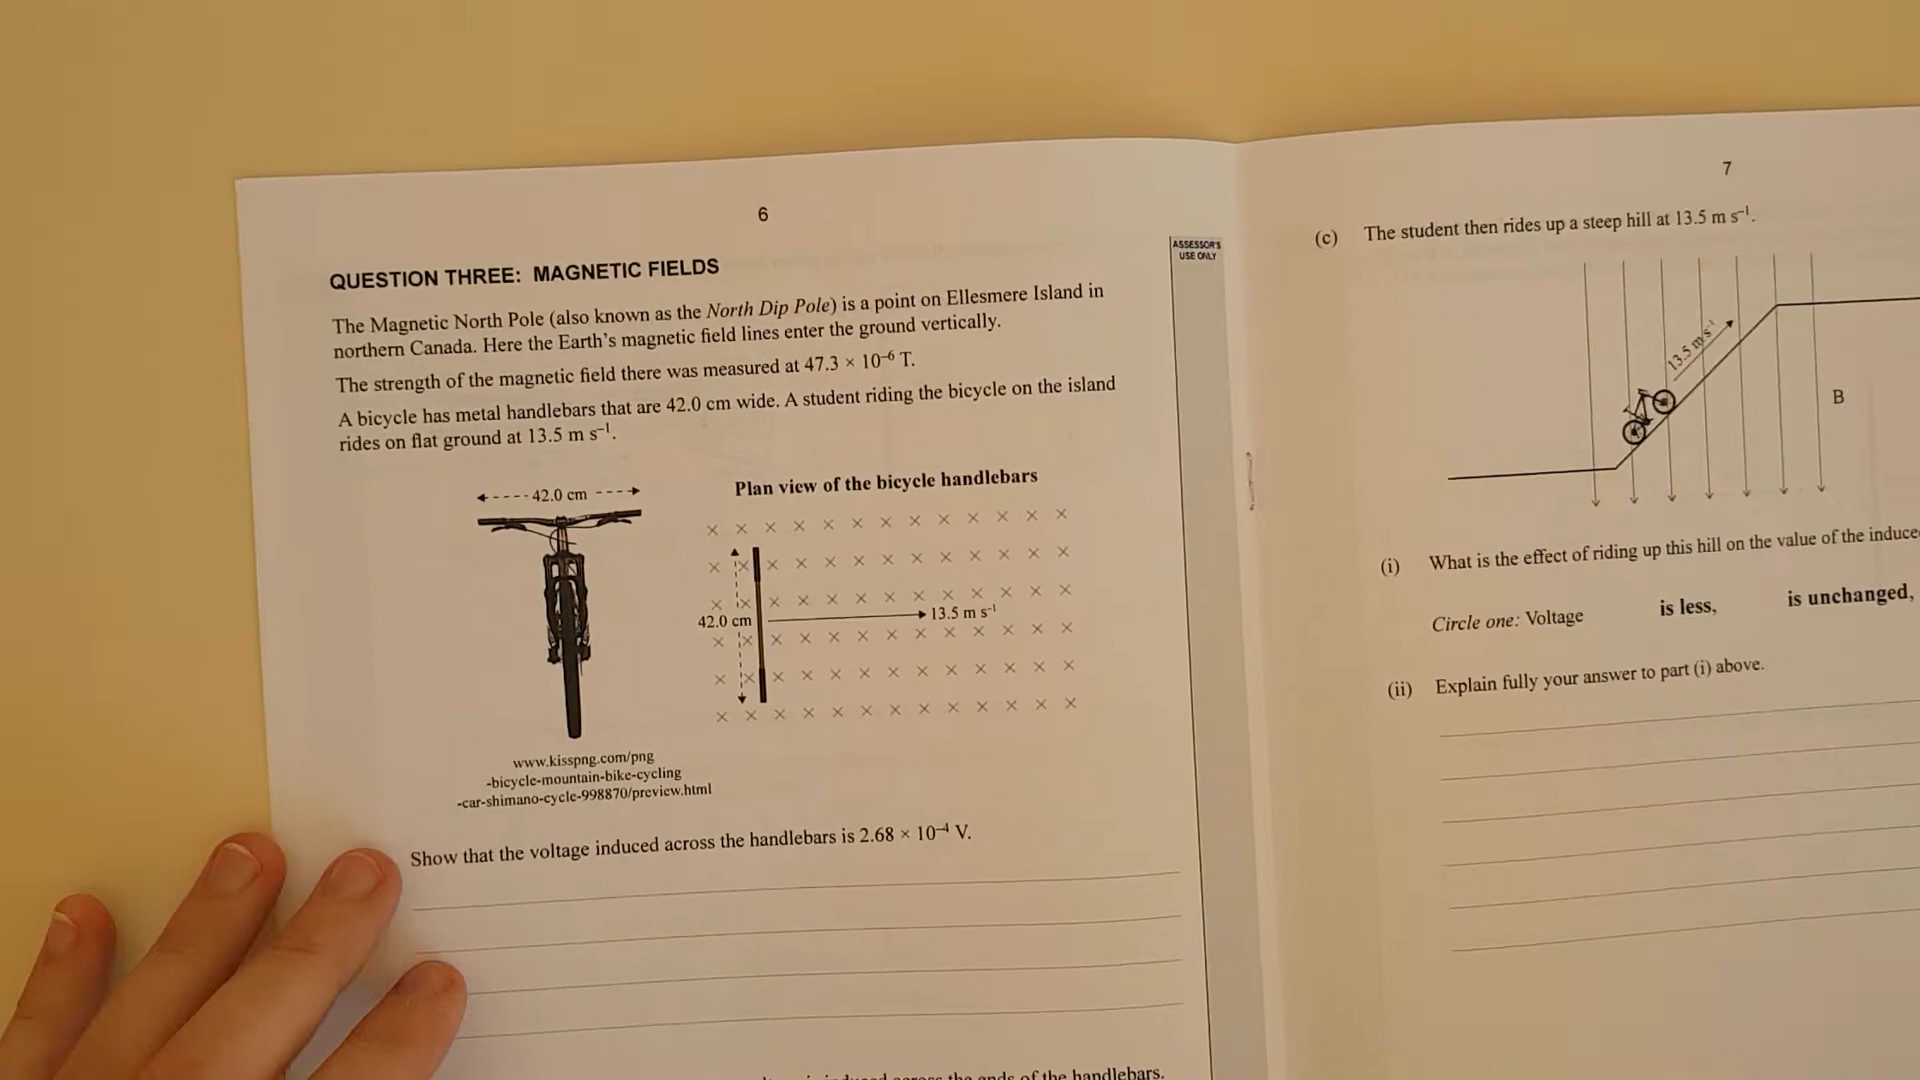 6
ASSESSOR'S
USE ONLY
QUESTION THREE: MAGNETIC FIELDS
The Magnetic North Pole (also known as the North Dip Pole) is a point on Ellesmere Island in
northern Canada. Here the Earth's magnetic field lines enter the ground vertically.
The strength of the magnetic field there was measured at 47.3 × 10⁻⁶ T.
A bicycle has metal handlebars that are 42.0 cm wide. A student riding the bicycle on the island
rides on flat ground at 13.5 m s⁻¹.
42.0 cm
Plan view of the bicycle handlebars
42.0 cm
13.5 m s⁻¹
www.kisspng.com/png
-bicycle-mountain-bike-cycling
-car-shimano-cycle-998870/preview.html
Show that the voltage induced across the handlebars is 2.68 × 10⁻⁴ V.
across the ends of the handlebars.
7
(c) The student then rides up a steep hill at 13.5 m s⁻¹.
13.5 m s⁻¹
B
(i) What is the effect of riding up this hill on the value of the
Circle one: Voltage is less, is unchanged,
(ii) Explain fully your answer to part (i) above.